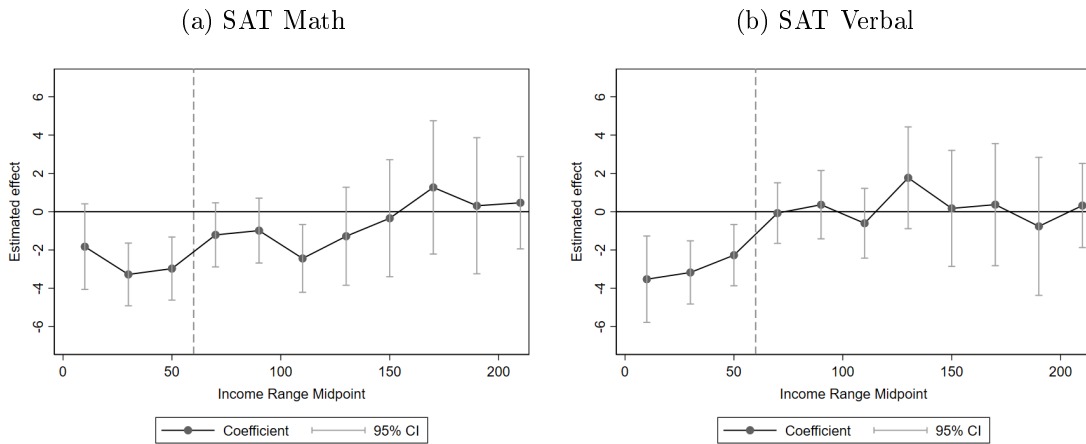 (a) SAT Math
6
4
2
0
-2
-4
-6
Estimated effect
0 50 100 150 200
Income Range Midpoint
Coefficient 95% CI
(b) SAT Verbal
6
4
2
0
-2
-4
-6
Estimated effect
0 50 100 150 200
Income Range Midpoint
Coefficient 95% CI